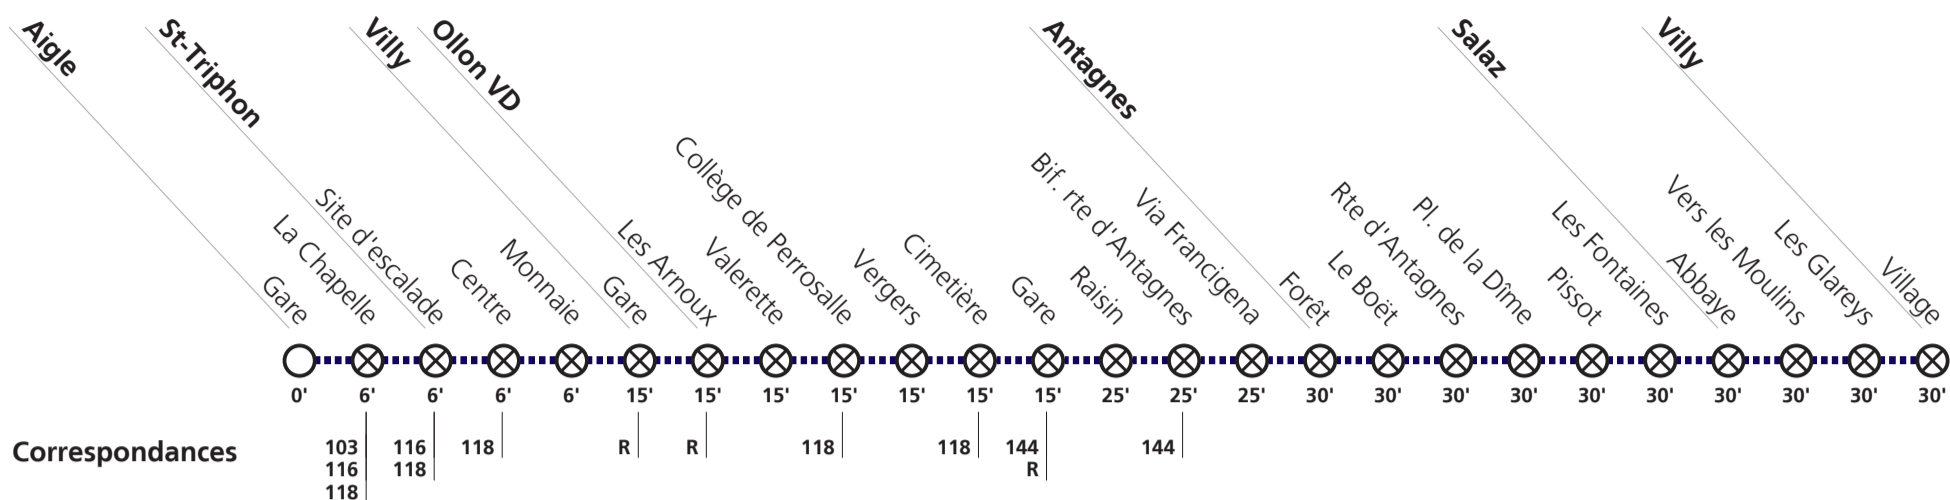 Aigle
St-Triphon
Villy
Ollon VD
Antagnes
Salaz
Villy
Gare
La Chapelle
Site d'escalade
Centre
Monnaie
Gare
Les Arnoux
Valerette
Collège de Perrosalle
Vergers
Cimetière
Gare
Raisin
Bif. rte d'Antagnes
Via Francigena
Forêt
Le Boët
Rte d'Antagnes
Pl. de la Dîme
Pissot
Les Fontaines
Abbaye
Vers les Moulins
Les Glareys
Village
0' 6' 6' 6' 6' 15' 15' 15' 15' 15' 15' 15' 25' 25' 25' 30' 30' 30' 30' 30' 30' 30' 30' 30' 30'
Correspondances
103 116 118 R R 118 118 144 144
116 118 R
118